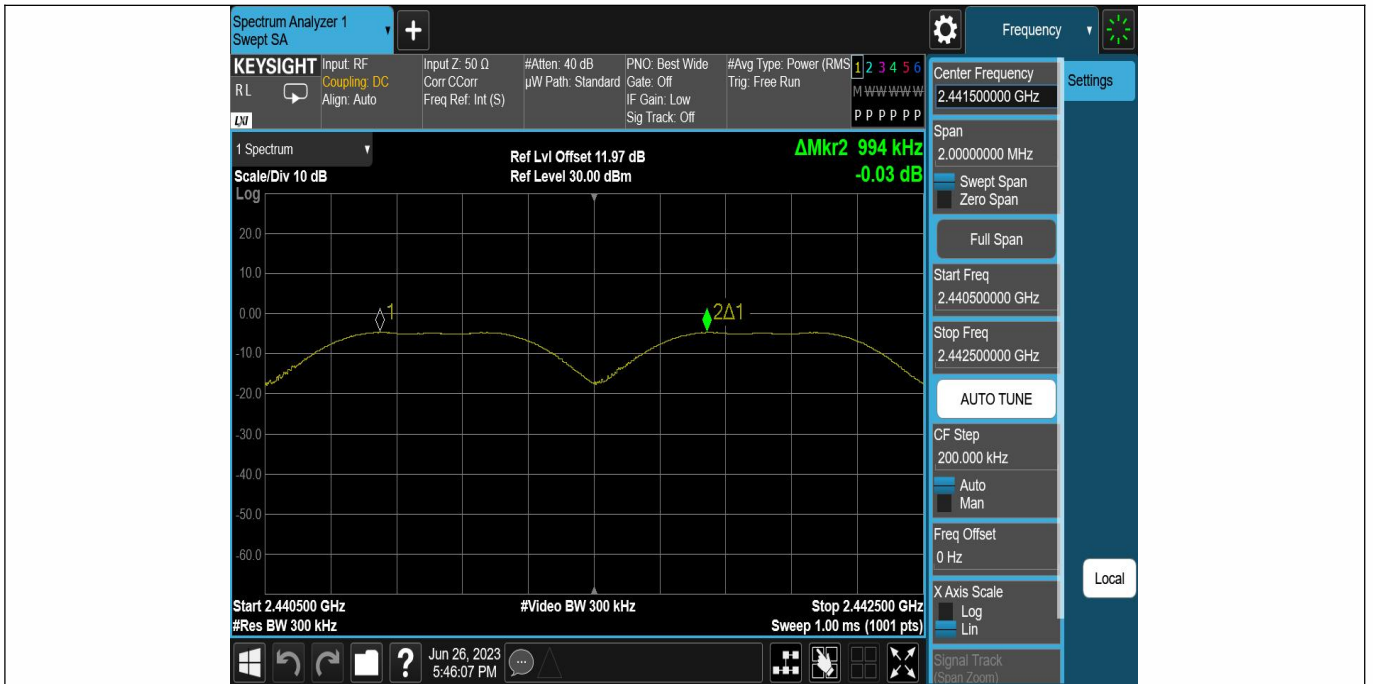 Spectrum Analyzer 1
Swept SA
+
Frequency
KEYSIGHT
RL
LXI
Input: RF
Coupling: DC
Align: Auto
Input Z: 50 Ω
Corr CCorr
Freq Ref: Int (S)
#Atten: 40 dB
µW Path: Standard
PNO: Best Wide
Gate: Off
IF Gain: Low
Sig Track: Off
#Avg Type: Power (RMS
Trig: Free Run
1 2 3 4 5 6
M W W W W W
P P P P P P
1 Spectrum
Scale/Div 10 dB
Log
Ref Lvl Offset 11.97 dB
Ref Level 30.00 dBm
ΔMkr2 994 kHz
-0.03 dB
20.0
10.0
0.00
-10.0
-20.0
-30.0
-40.0
-50.0
-60.0
1
2Δ1
Start 2.440500 GHz
#Res BW 300 kHz
#Video BW 300 kHz
Stop 2.442500 GHz
Sweep 1.00 ms (1001 pts)
?
Jun 26, 2023
5:46:07 PM
Center Frequency
2.441500000 GHz
Settings
Span
2.00000000 MHz
Swept Span
Zero Span
Full Span
Start Freq
2.440500000 GHz
Stop Freq
2.442500000 GHz
AUTO TUNE
CF Step
200.000 kHz
Auto
Man
Freq Offset
0 Hz
Local
X Axis Scale
Log
Lin
Signal Track
(Span Zoom)